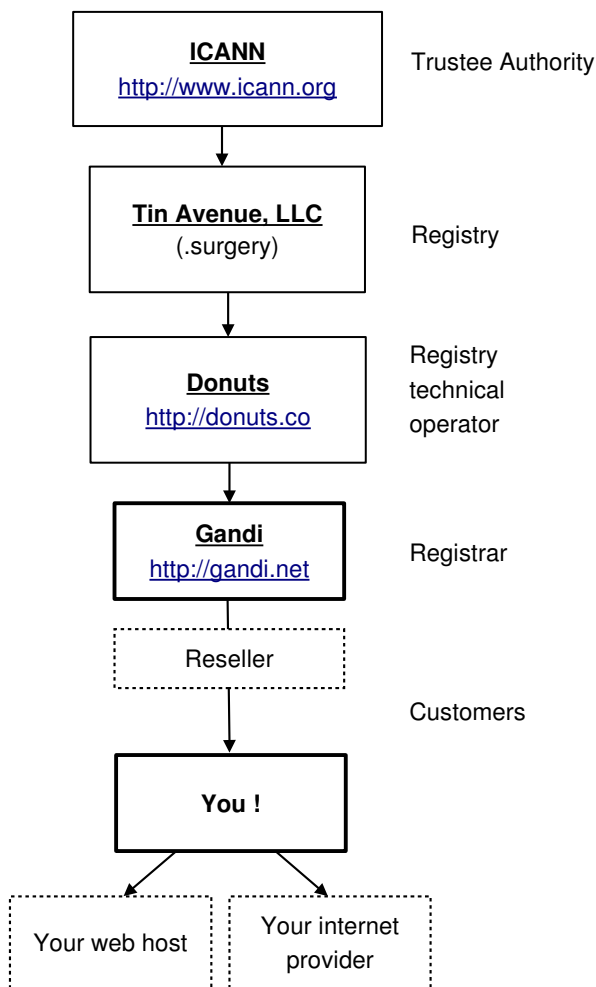 ICANN
http://www.icann.org
Trustee Authority
Tin Avenue, LLC
(.surgery)
Registry
Donuts
http://donuts.co
Registry
technical
operator
Gandi
http://gandi.net
Registrar
Reseller
Customers
You !
Your web host
Your internet
provider